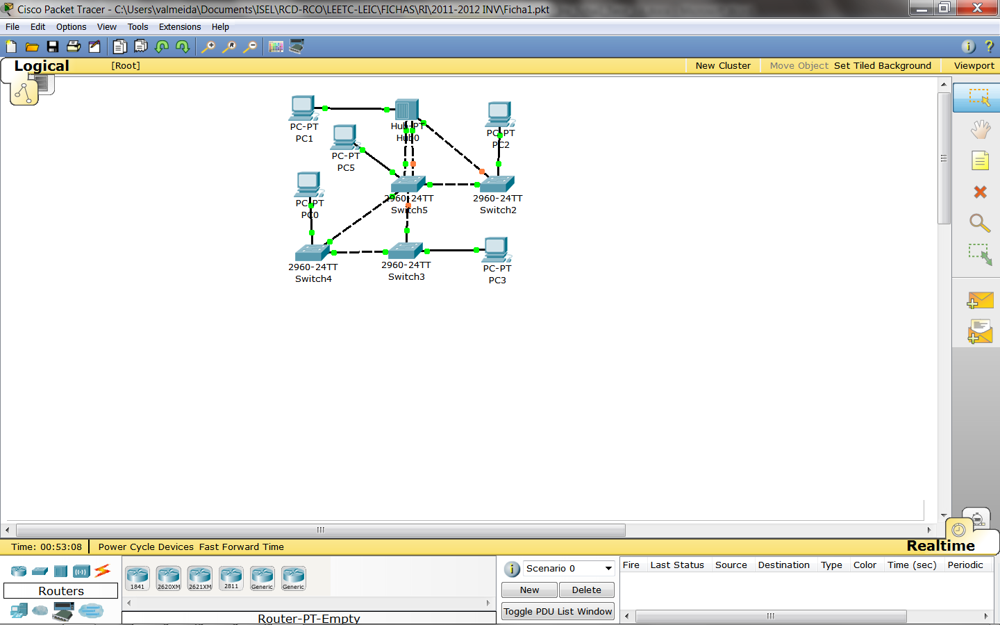 Cisco Packet Tracer - C:\Users\valmeida\Documents\ISEL\RCD-RCO\LEETC-LEIC\FICHAS\RI\2011-2012 INV\Ficha1.pkt
File Edit Options View Tools Extensions Help
Logical [Root] New Cluster Move Object Set Tiled Background Viewport
PC-PT
PC1
Hub-PT
Hub0
PC-PT
PC2
PC-PT
PC5
PC-PT
PC0
2960-24TT
Switch5
2960-24TT
Switch2
2960-24TT
Switch4
2960-24TT
Switch3
PC-PT
PC3
Time: 00:53:08 Power Cycle Devices Fast Forward Time Realtime
Routers
1841 2620XM 2621XM 2811 Generic Generic
Router-PT-Empty
Scenario 0
New Delete
Toggle PDU List Window
Fire Last Status Source Destination Type Color Time (sec) Periodic